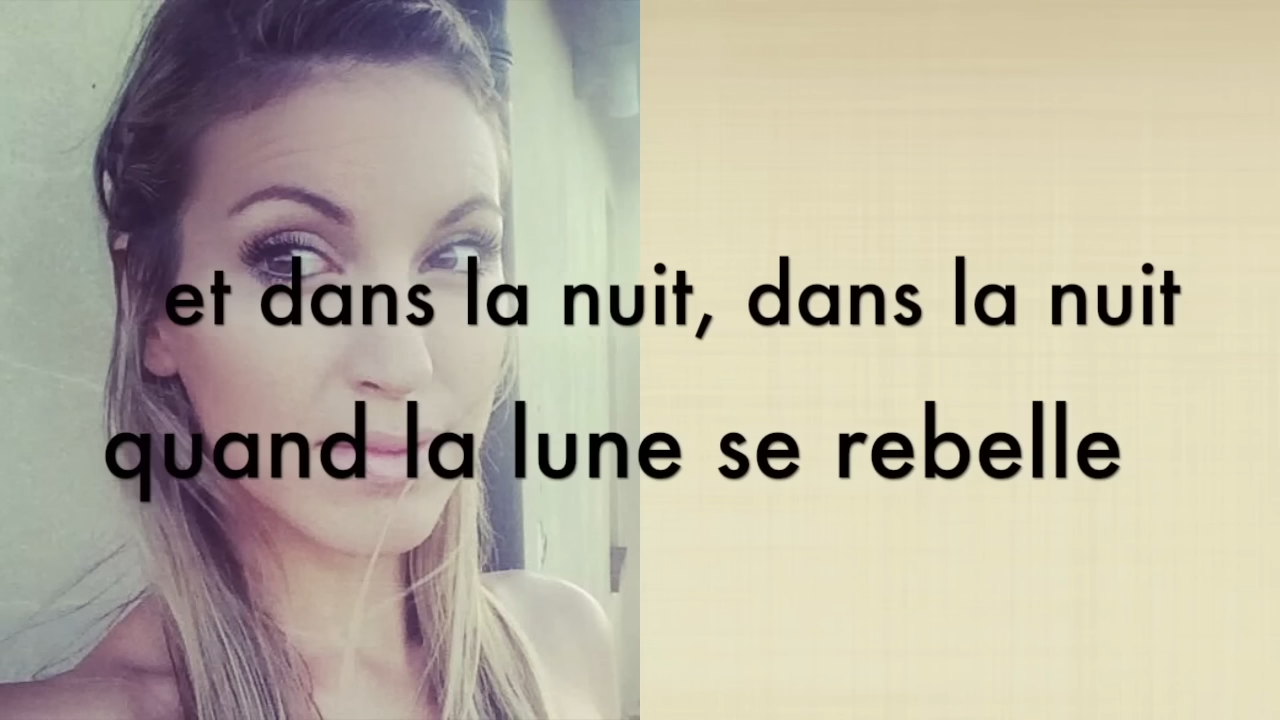 et dans la nuit, dans la nuit
quand la lune se rebelle